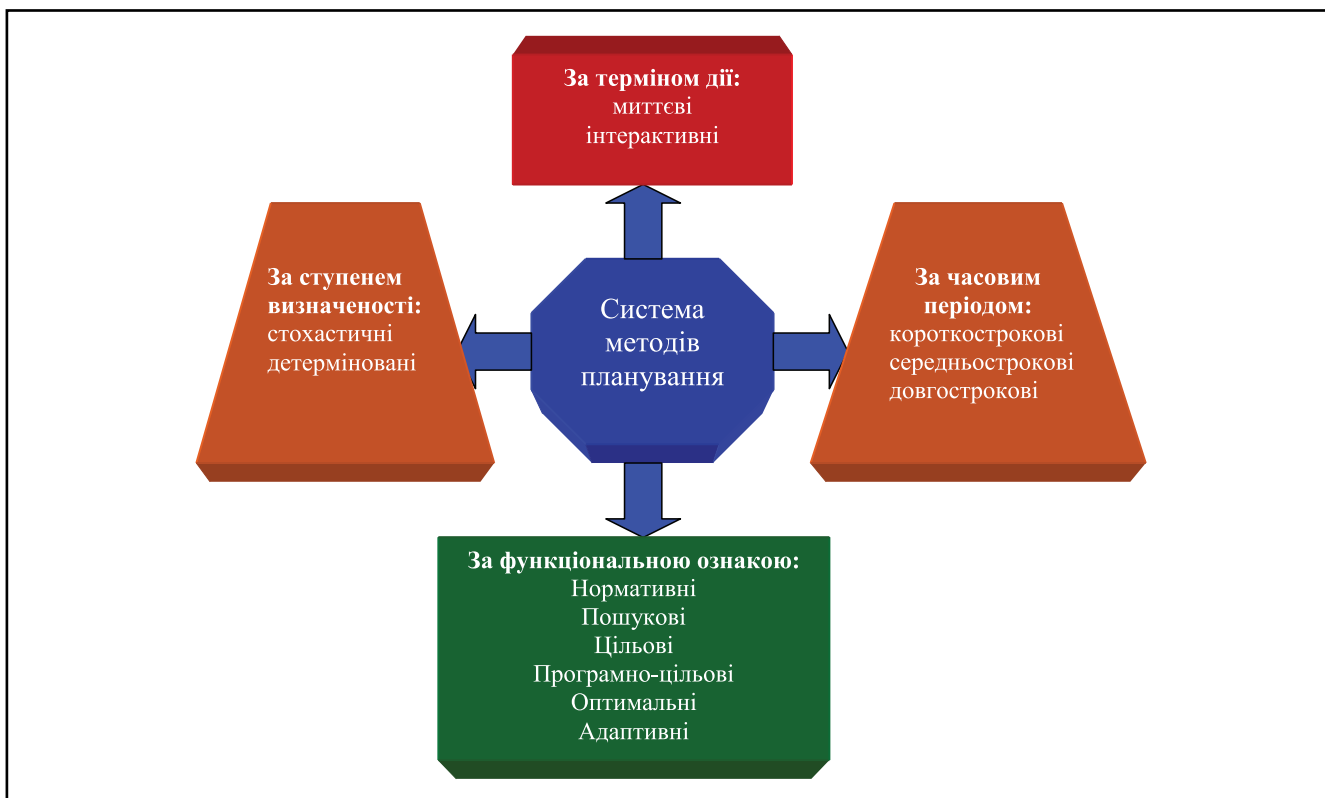 За терміном дії:
миттєві
інтерактивні
За ступенем
визначеності:
стохастичні
детерміновані
Система
методів
планування
За часовим
періодом:
короткострокові
середньострокові
довгострокові
За функціональною ознакою:
Нормативні
Пошукові
Цільові
Програмно-цільові
Оптимальні
Адаптивні